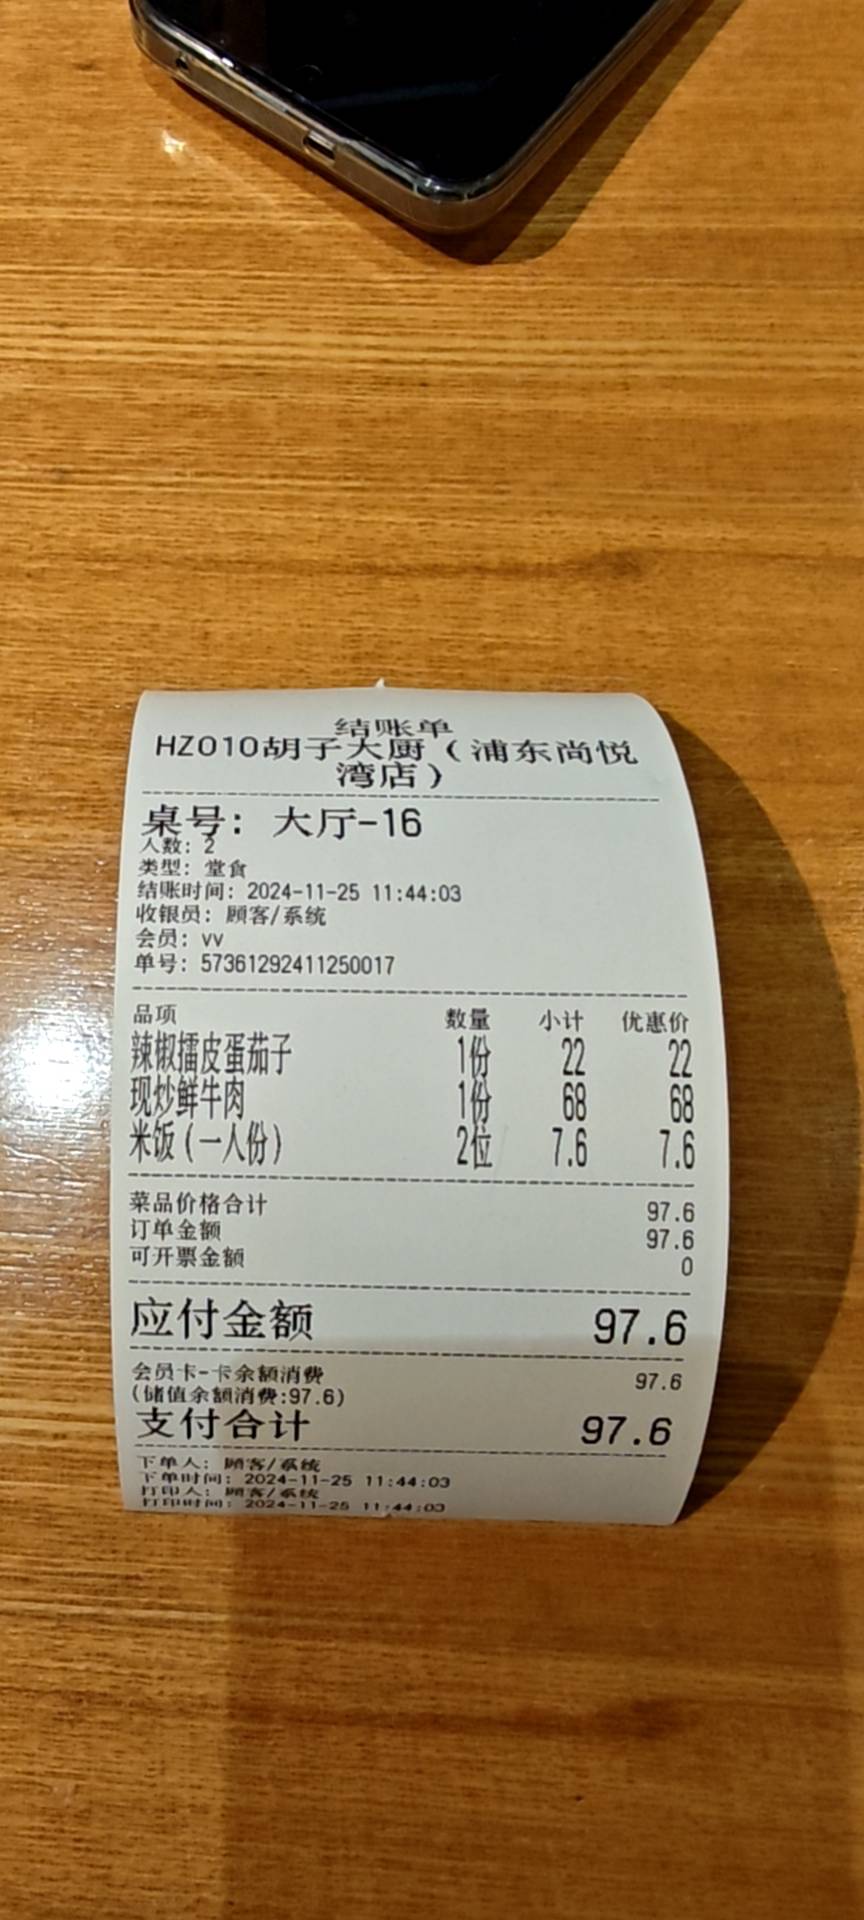 结账单
HZ010胡子大厨（浦东尚悦
湾店）
桌号: 大厅-16
人数: 2
类型: 堂食
结账时间: 2024-11-25 11:44:03
收银员: 顾客/系统
会员: vv
单号: 57361292411250017
品项 数量 小计 优惠价
辣椒擂皮蛋茄子 1份 22 22
现炒鲜牛肉 1份 68 68
米饭(一人份) 2位 7.6 7.6
菜品价格合计 97.6
订单金额 97.6
可开票金额 0
应付金额 97.6
会员卡-卡余额消费 97.6
(储值余额消费:97.6)
支付合计 97.6
下单人: 顾客/系统
下单时间: 2024-11-25 11:44:03
打印人: 顾客/系统
打印时间: 2024-11-25 11:44:03